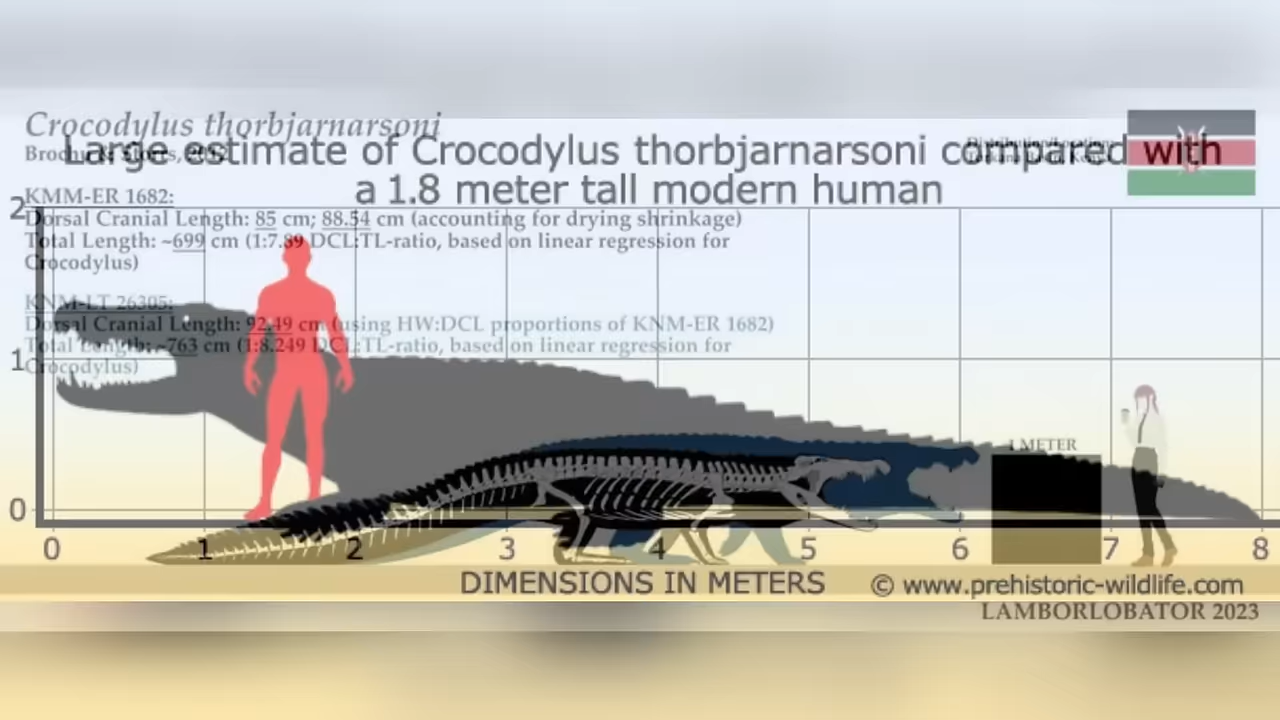 Crocodylus thorbjarnarsoni
Large estimate of Crocodylus thorbjarnarsoni compared with
a 1.8 meter tall modern human
Brochu & Storrs, 2012
KMM-ER 1682:
Dorsal Cranial Length: 85 cm; 88.54 cm (accounting for drying shrinkage)
Total Length: ~699 cm (1:7.89 DCL:TL-ratio, based on linear regression for
Crocodylus)
KNM-LT 26305:
Dorsal Cranial Length: 92.49 cm (using HW:DCL proportions of KNM-ER 1682)
Total Length: ~763 cm (1:8.249 DCL:TL-ratio, based on linear regression for
Crocodylus)
2
1
0
1 METER
0 1 2 3 4 5 6 7 8
DIMENSIONS IN METERS
© www.prehistoric-wildlife.com
LAMBORLOBATOR 2023